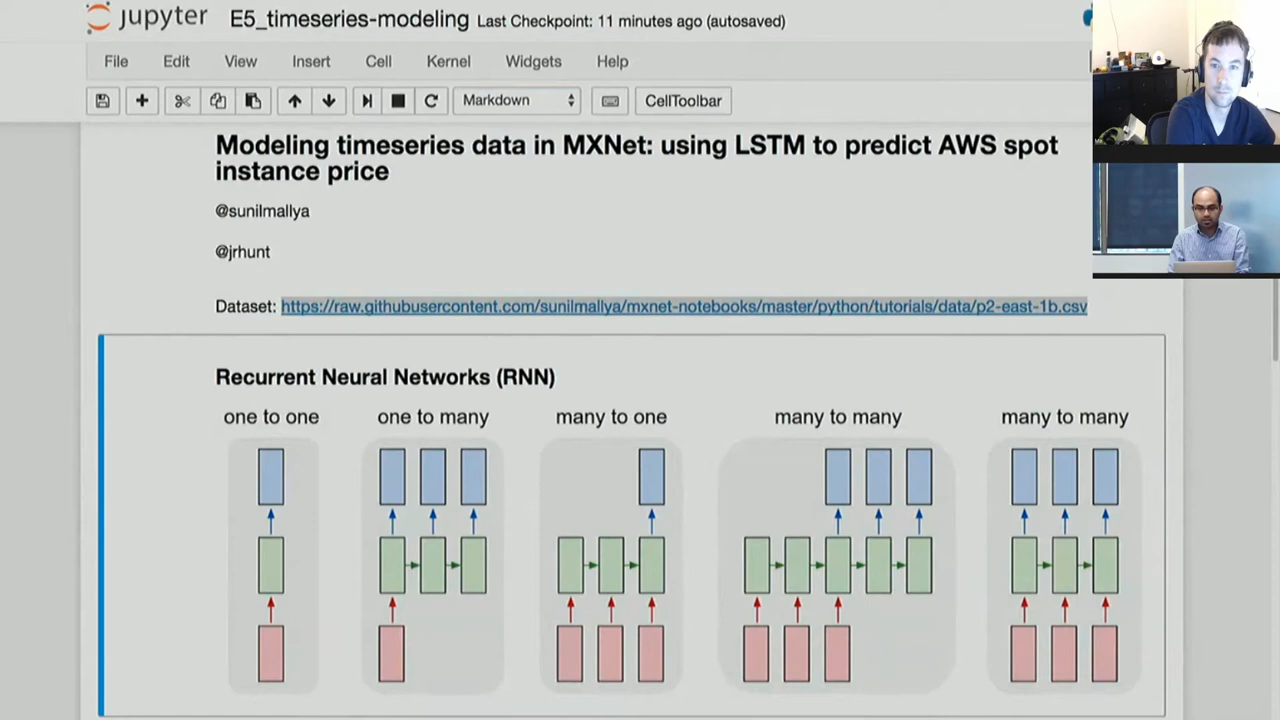 jupyter E5_timeseries-modeling Last Checkpoint: 11 minutes ago (autosaved)
File Edit View Insert Cell Kernel Widgets Help
Markdown CellToolbar
Modeling timeseries data in MXNet: using LSTM to predict AWS spot
instance price
@sunilmallya
@jrhunt
Dataset: https://raw.githubusercontent.com/sunilmallya/mxnet-notebooks/master/python/tutorials/data/p2-east-1b.csv
Recurrent Neural Networks (RNN)
one to one one to many many to one many to many many to many